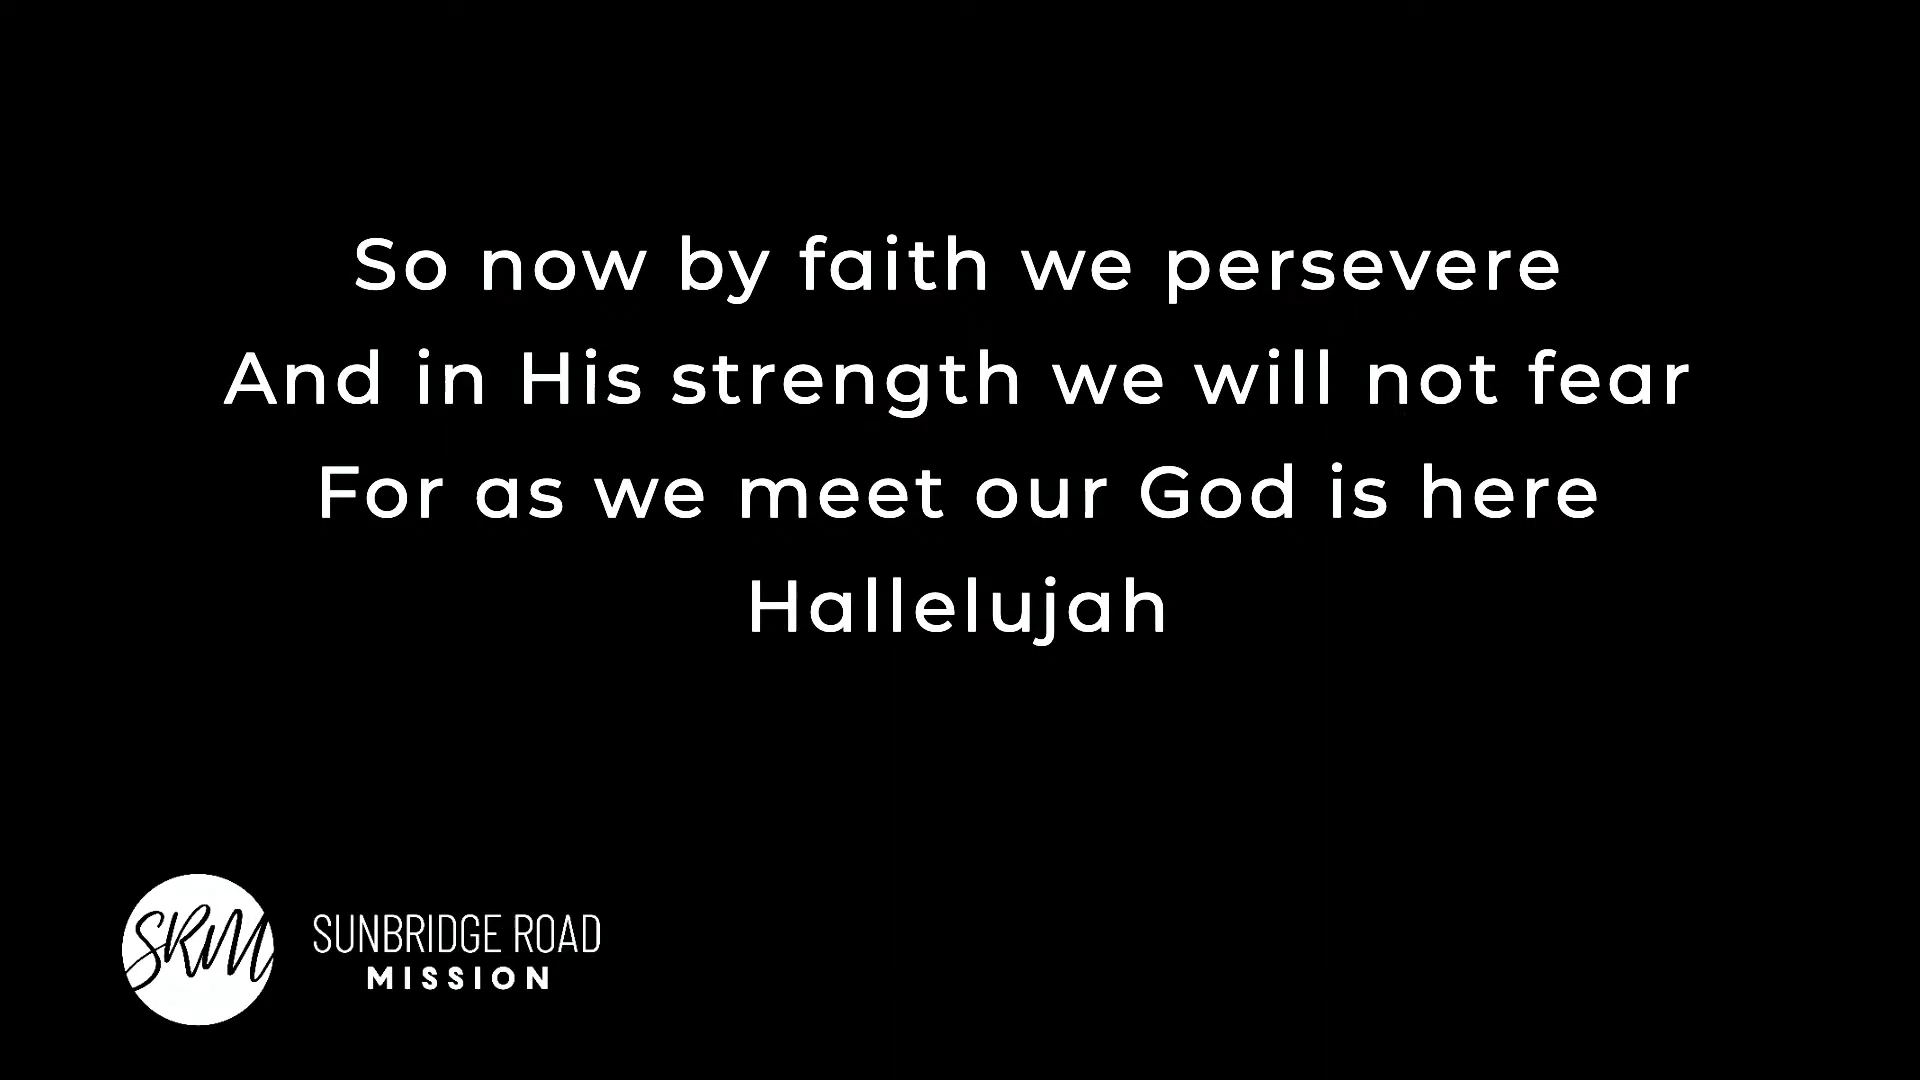 So now by faith we persevere
And in His strength we will not fear
For as we meet our God is here
Hallelujah
SRM
SUNBRIDGE ROAD
MISSION